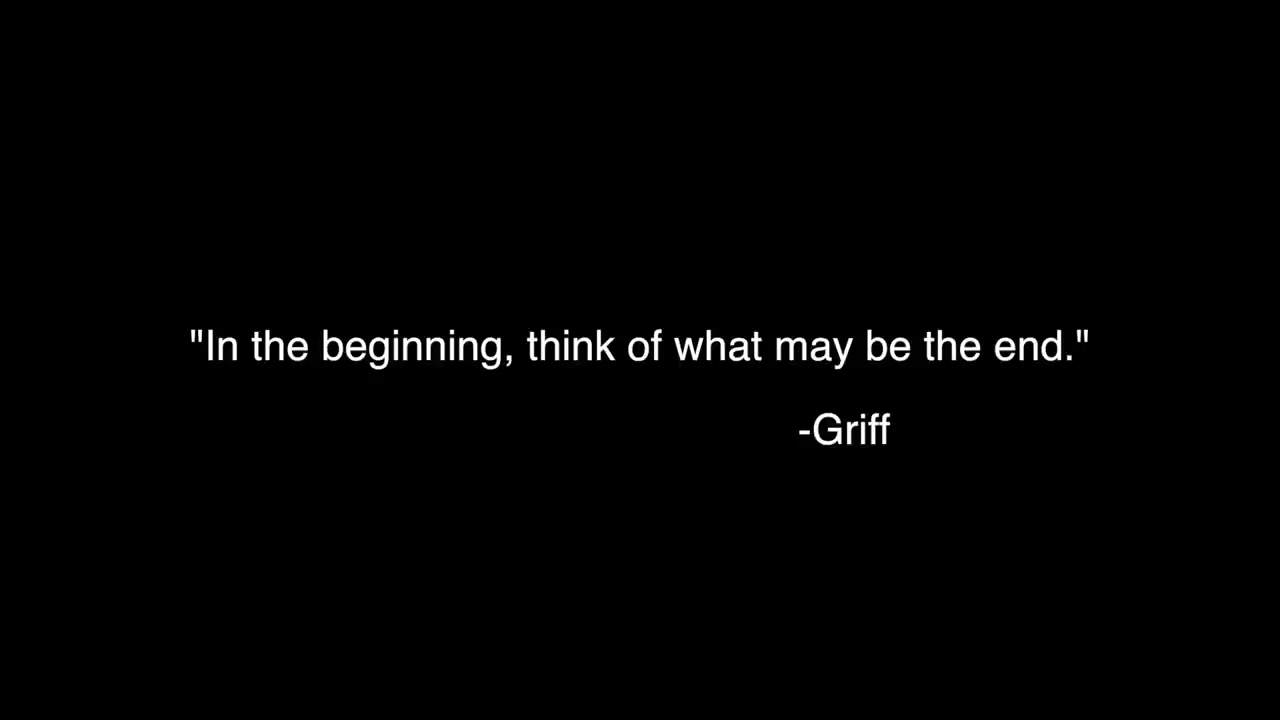 "In the beginning, think of what may be the end."
-Griff